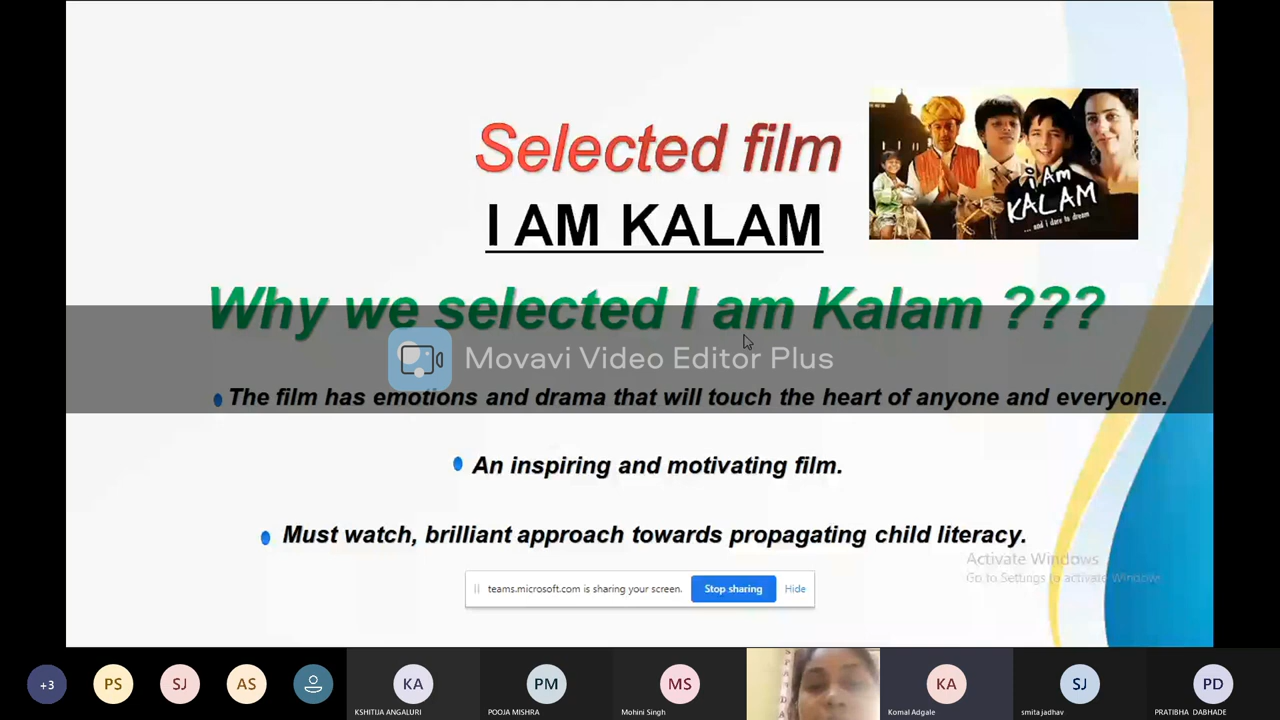 Selected film
I AM KALAM
i Am
KALAM
... and i dare to dream
Why we selected I am Kalam ???
Movavi Video Editor Plus
The film has emotions and drama that will touch the heart of anyone and everyone.
An inspiring and motivating film.
Must watch, brilliant approach towards propagating child literacy.
Activate Windows
Go to Settings to activate Windows.
teams.microsoft.com is sharing your screen.
Stop sharing
Hide
+3
PS
SJ
AS
KA
KSHITIJA ANGALURI
PM
POOJA MISHRA
MS
Mohini Singh
KA
Komal Adgale
SJ
smita jadhav
PD
PRATIBHA DABHADE